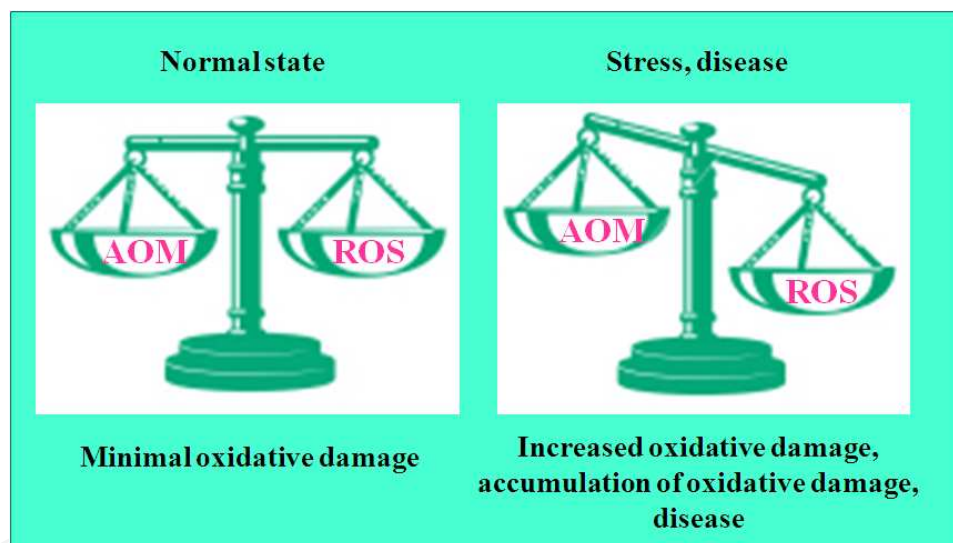 Normal state
Stress, disease
AOM
ROS
AOM
ROS
Minimal oxidative damage
Increased oxidative damage,
accumulation of oxidative damage,
disease